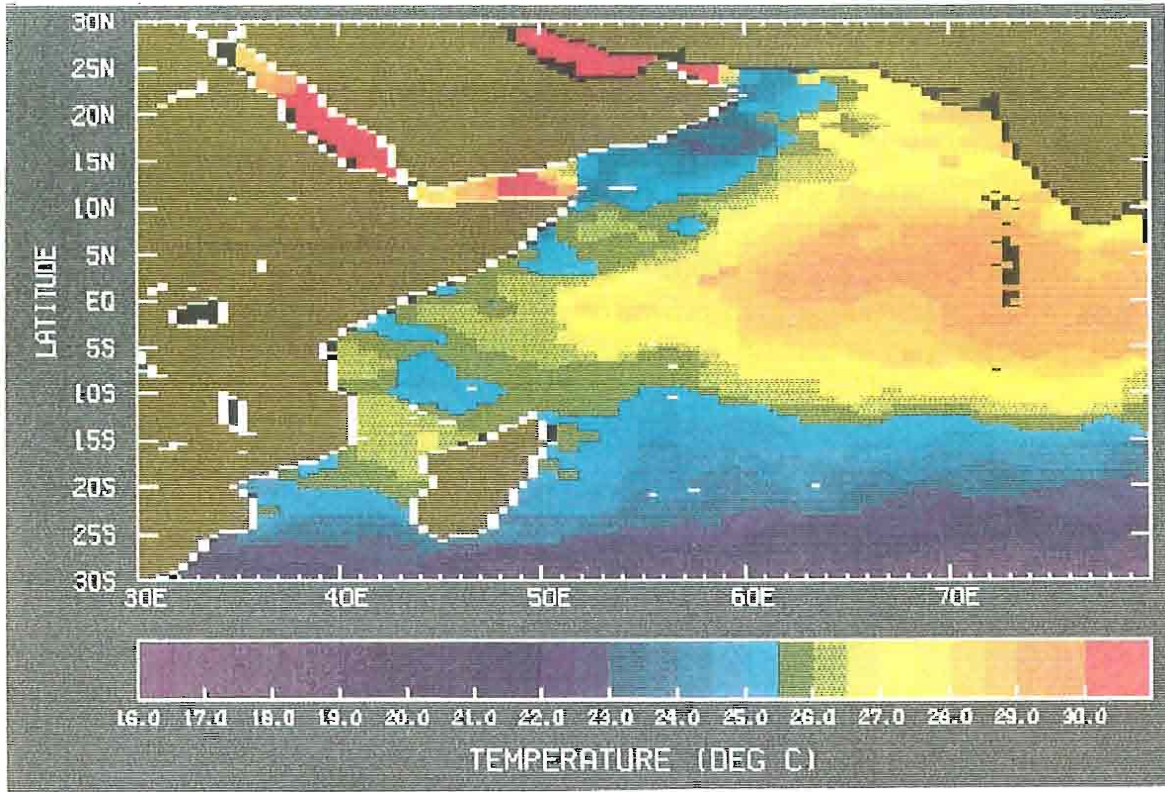 30N
25N
20N
15N
10N
5N
EQ
5S
10S
15S
20S
25S
30S
LATITUDE
30E 40E 50E 60E 70E
16.0 17.0 18.0 19.0 20.0 21.0 22.0 23.0 24.0 25.0 26.0 27.0 28.0 29.0 30.0
TEMPERATURE (DEG C)